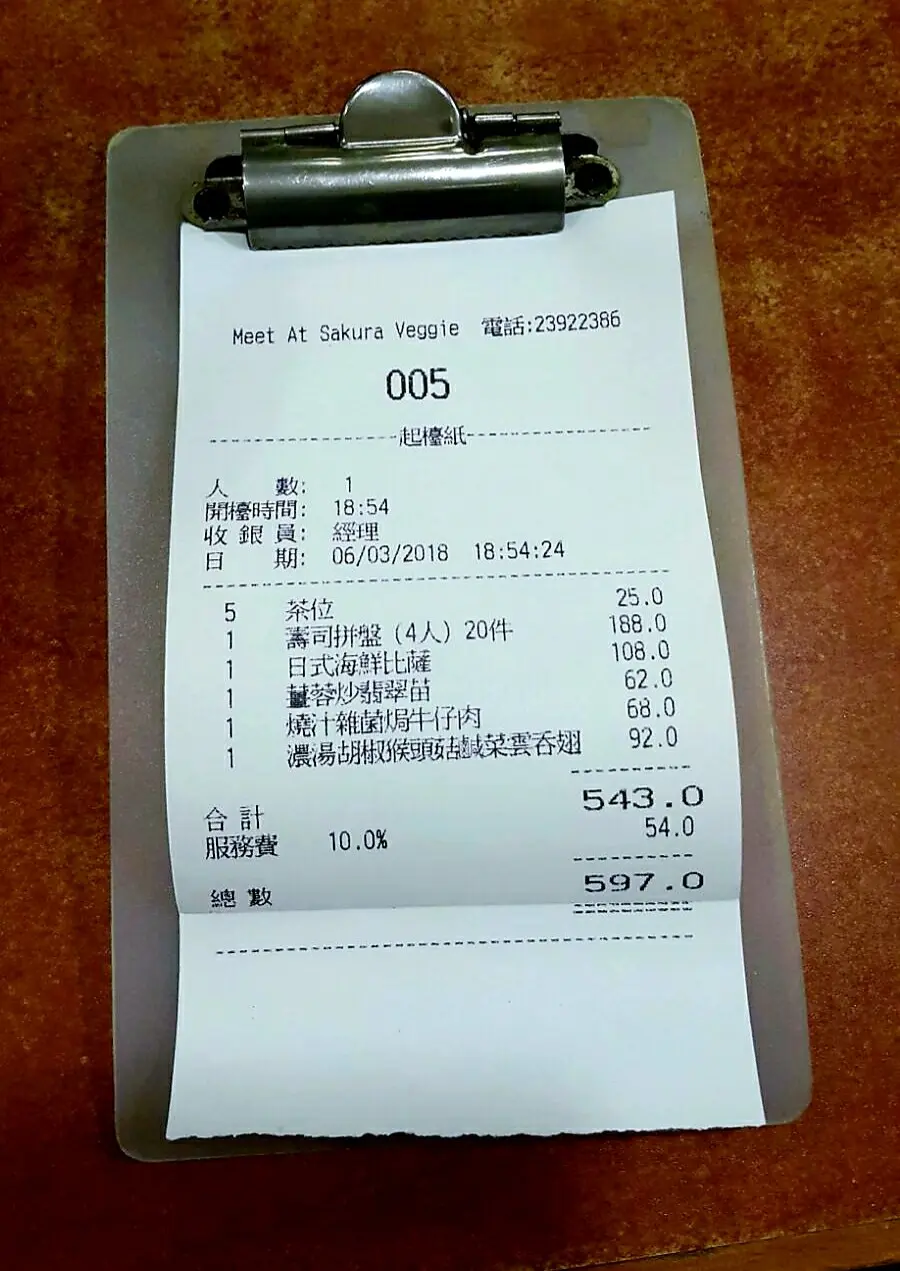 Meet At Sakura Veggie 電話:23922386
005
起檯紙
人 數: 1
開檯時間: 18:54
收銀員: 經理
日 期: 06/03/2018 18:54:24
5 茶位 25.0
1 壽司拼盤(4人)20件 188.0
1 日式海鮮比薩 108.0
1 薑蓉炒翡翠苗 62.0
1 燒汁雜菌焗牛仔肉 68.0
1 濃湯胡椒猴頭菇鹹菜雲吞翅 92.0
合計 543.0
服務費 10.0% 54.0
總數 597.0